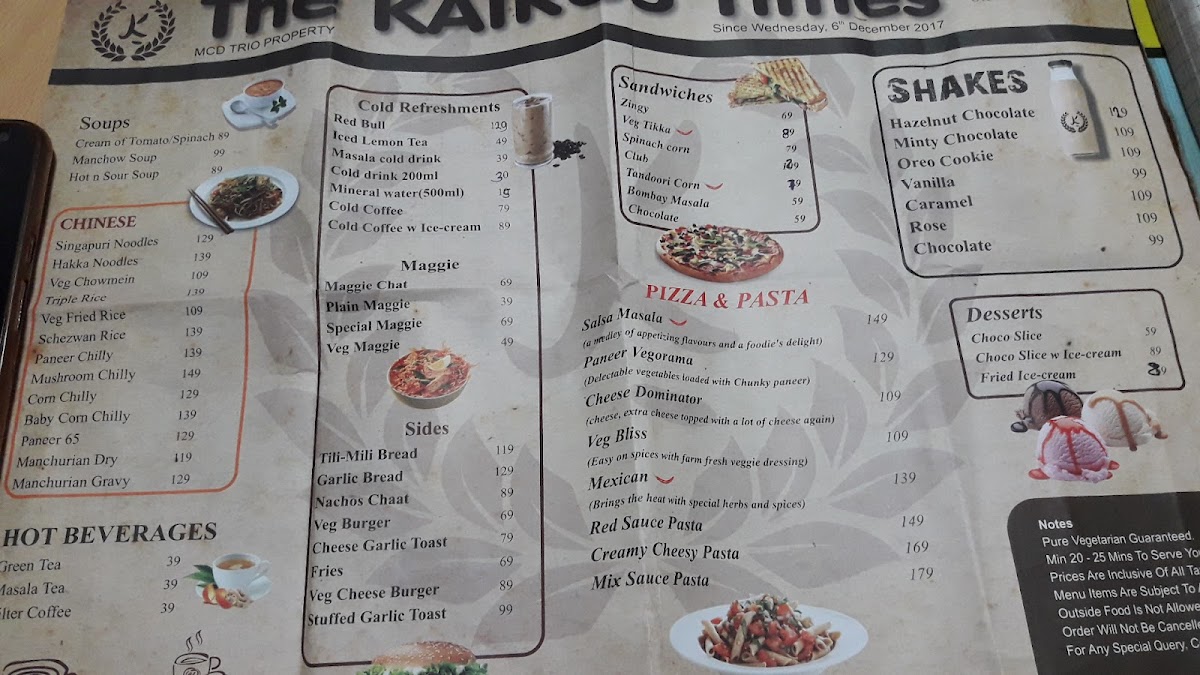 The KAIROS Times
MCD TRIO PROPERTY
Since Wednesday, 6th December 2017
K
Soups
Cream of Tomato/Spinach 89
Manchow Soup 99
Hot n Sour Soup 89
CHINESE
Singapuri Noodles 129
Hakka Noodles 139
Veg Chowmein 109
Triple Rice 139
Veg Fried Rice 109
Schezwan Rice 139
Paneer Chilly 139
Mushroom Chilly 149
Corn Chilly 129
Baby Corn Chilly 139
Paneer 65 129
Manchurian Dry 119
Manchurian Gravy 129
HOT BEVERAGES
Green Tea 39
Masala Tea 39
lter Coffee 39
Cold Refreshments
Red Bull 129
Iced Lemon Tea 49
Masala cold drink 39
Cold drink 200ml 30
Mineral water(500ml) 15
Cold Coffee 79
Cold Coffee w Ice-cream 89
Maggie
Maggie Chat 69
Plain Maggie 39
Special Maggie 69
Veg Maggie 49
Sides
Tili-Mili Bread 119
Garlic Bread 129
Nachos Chaat 89
Veg Burger 69
Cheese Garlic Toast 79
Fries 69
Veg Cheese Burger 89
Stuffed Garlic Toast 99
Sandwiches
Zingy 69
Veg Tikka 89
Spinach corn 79
Club
Tandoori Corn
Bombay Masala 59
Chocolate 59
PIZZA & PASTA
Salsa Masala 149
(a medley of appetizing flavours and a foodie's delight)
Paneer Vegorama 129
(Delectable vegetables loaded with Chunky paneer)
Cheese Dominator 109
(cheese, extra cheese topped with a lot of cheese again)
Veg Bliss 109
(Easy on spices with farm fresh veggie dressing)
Mexican 139
(Brings the heat with special herbs and spices)
Red Sauce Pasta 149
Creamy Cheesy Pasta 169
Mix Sauce Pasta 179
SHAKES
K
Hazelnut Chocolate 129
Minty Chocolate 109
Oreo Cookie 109
Vanilla 99
Caramel 109
Rose 109
Chocolate 99
Desserts
Choco Slice 59
Choco Slice w Ice-cream 89
Fried Ice-cream
Notes
Pure Vegetarian Guaranteed.
Min 20 - 25 Mins To Serve You
Prices Are Inclusive Of All Ta
Menu Items Are Subject To A
Outside Food Is Not Allowe
Order Will Not Be Cancelle
For Any Special Query, C